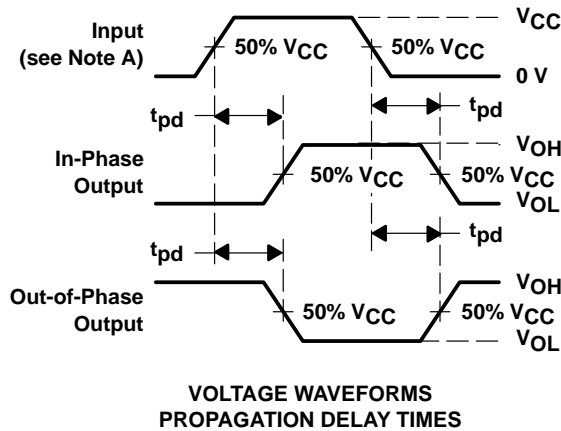 Input
(see Note A)
50% VCC
50% VCC
VCC
0 V
tpd
tpd
In-Phase
Output
50% VCC
VOH
50% VCC
VOL
tpd
tpd
Out-of-Phase
Output
50% VCC
VOH
50% VCC
VOL
VOLTAGE WAVEFORMS
PROPAGATION DELAY TIMES